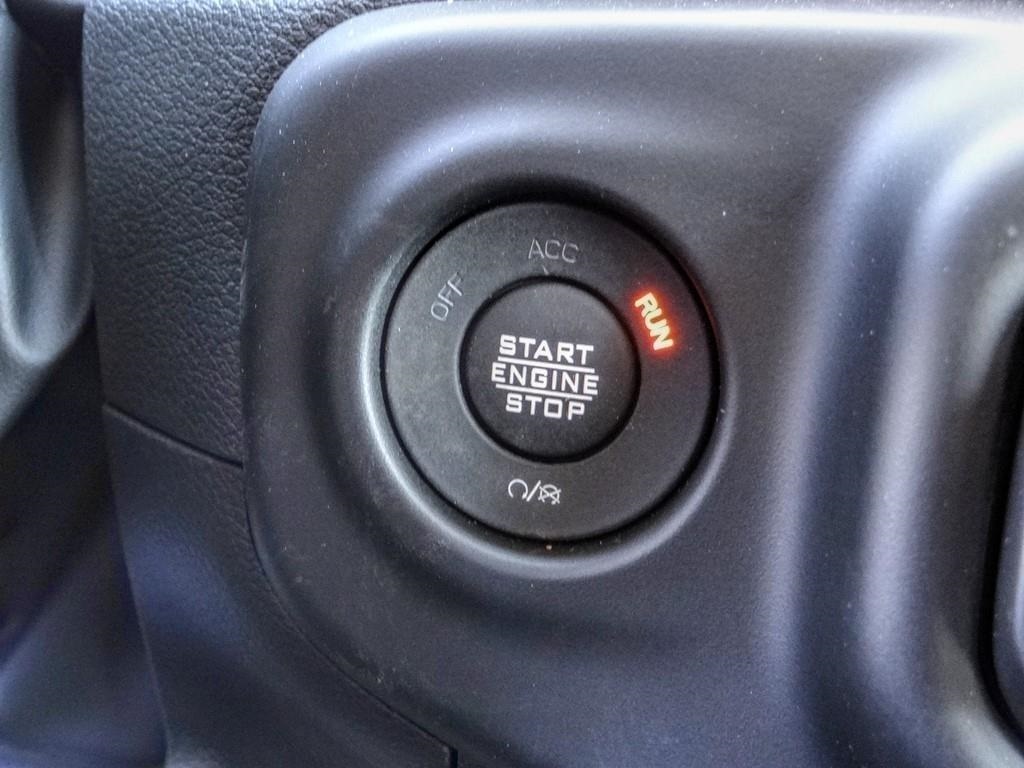 OFF
ACC
RUN
START
ENGINE
STOP